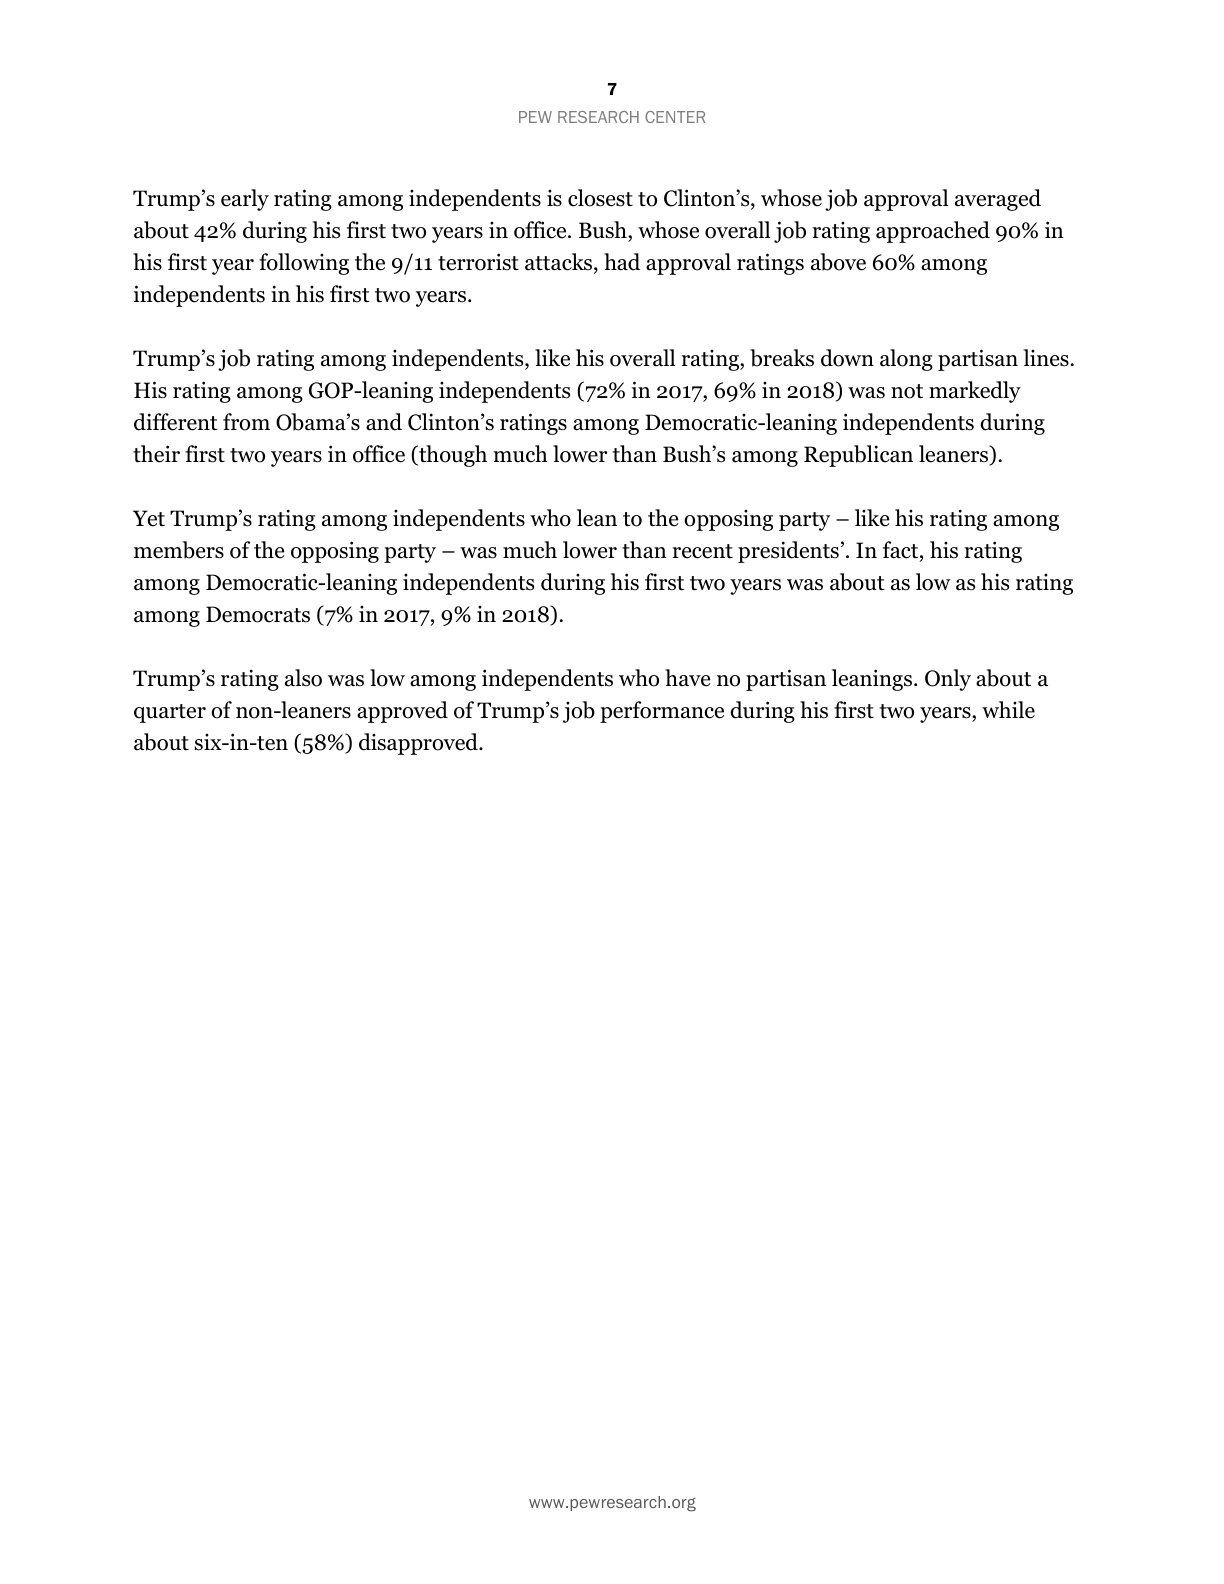 7
PEW RESEARCH CENTER
Trump’s early rating among independents is closest to Clinton’s, whose job approval averaged
about 42% during his first two years in office. Bush, whose overall job rating approached 90% in
his first year following the 9/11 terrorist attacks, had approval ratings above 60% among
independents in his first two years.
Trump’s job rating among independents, like his overall rating, breaks down along partisan lines.
His rating among GOP-leaning independents (72% in 2017, 69% in 2018) was not markedly
different from Obama’s and Clinton’s ratings among Democratic-leaning independents during
their first two years in office (though much lower than Bush’s among Republican leaners).
Yet Trump’s rating among independents who lean to the opposing party – like his rating among
members of the opposing party – was much lower than recent presidents’. In fact, his rating
among Democratic-leaning independents during his first two years was about as low as his rating
among Democrats (7% in 2017, 9% in 2018).
Trump’s rating also was low among independents who have no partisan leanings. Only about a
quarter of non-leaners approved of Trump’s job performance during his first two years, while
about six-in-ten (58%) disapproved.
www.pewresearch.org